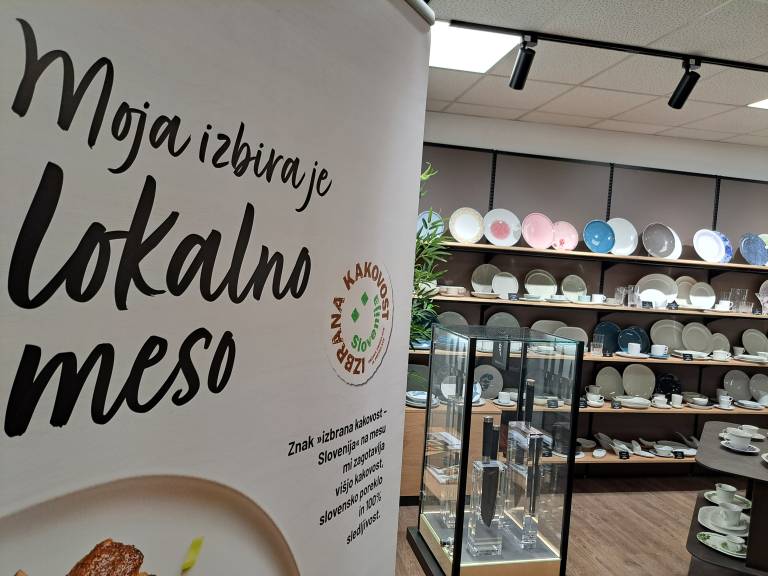 Moja izbira je
lokalno
meso
IZBRANA KAKOVOST
Slovenija
Znak »izbrana kakovost –
Slovenija« na mesu
mi zagotavlja
višjo kakovost,
slovensko poreklo
in 100%
sledljivost.